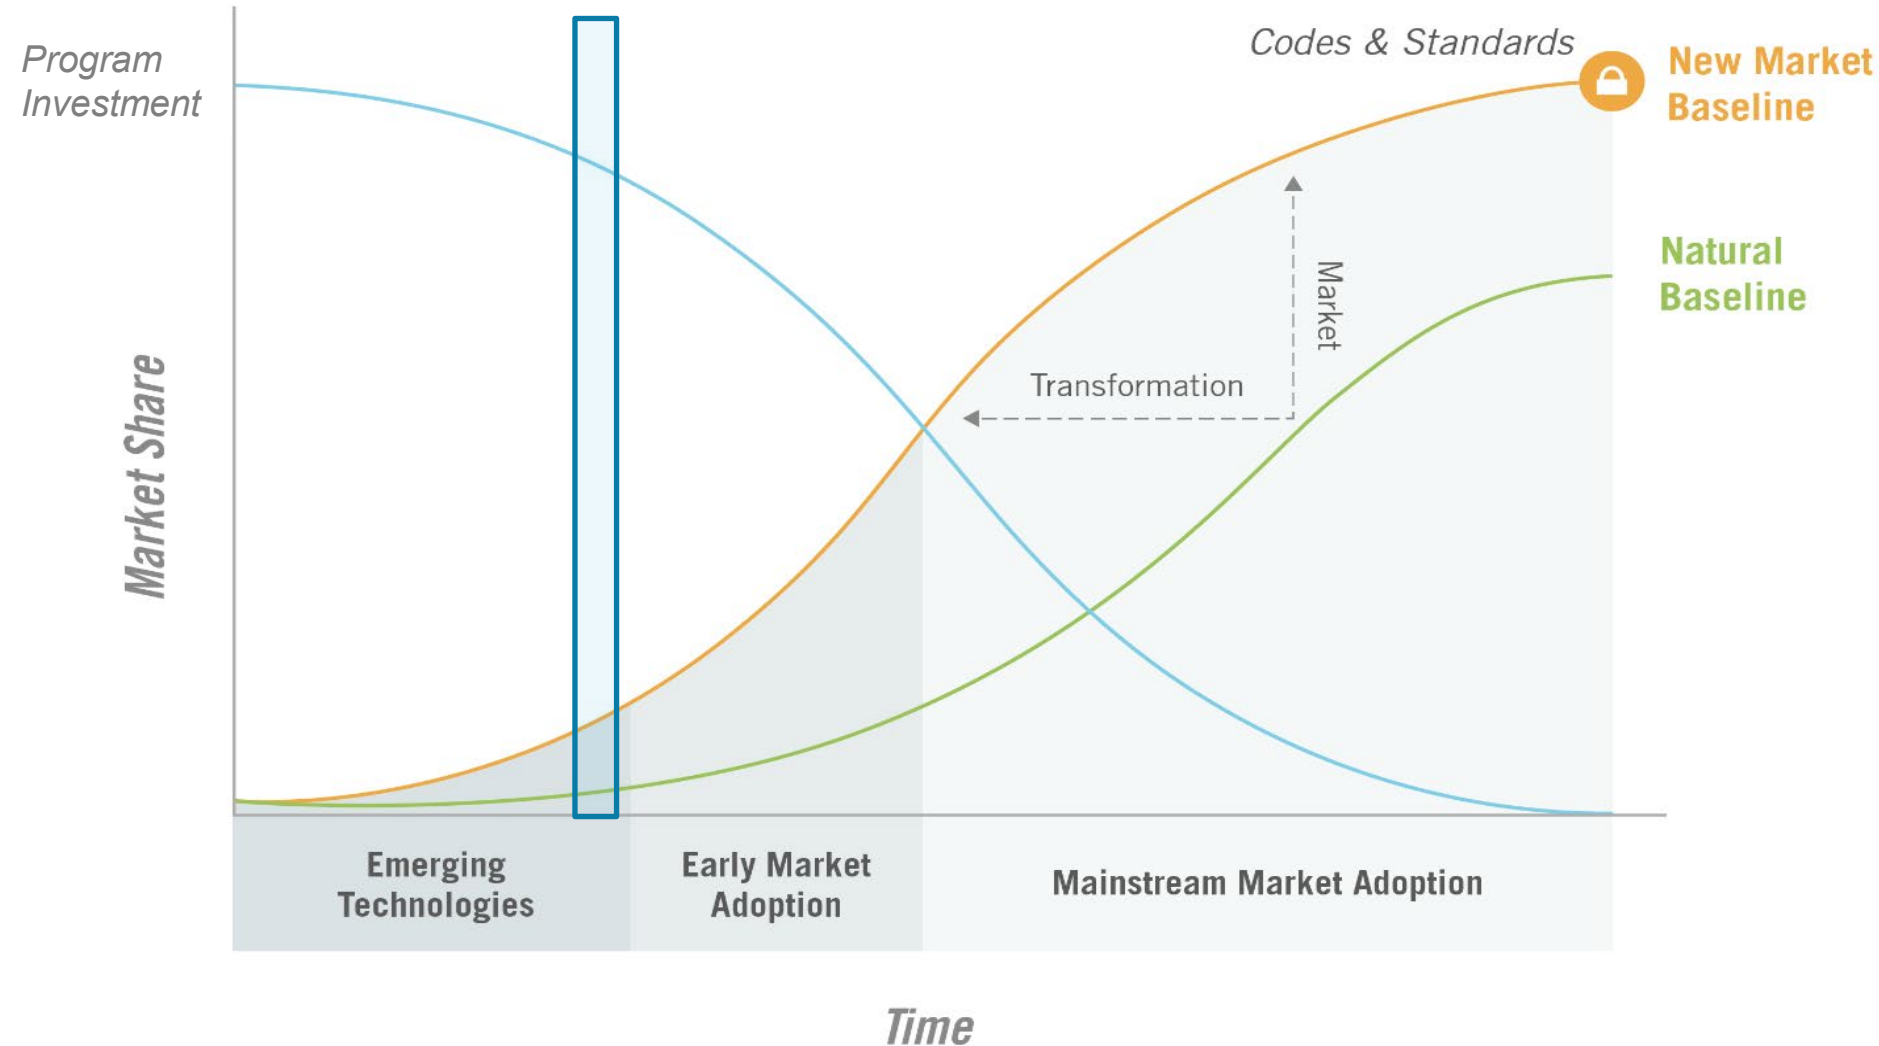 Program
Investment
Codes & Standards
New Market
Baseline
Natural
Baseline
Market
Transformation
Market Share
Emerging
Technologies
Early Market
Adoption
Mainstream Market Adoption
Time